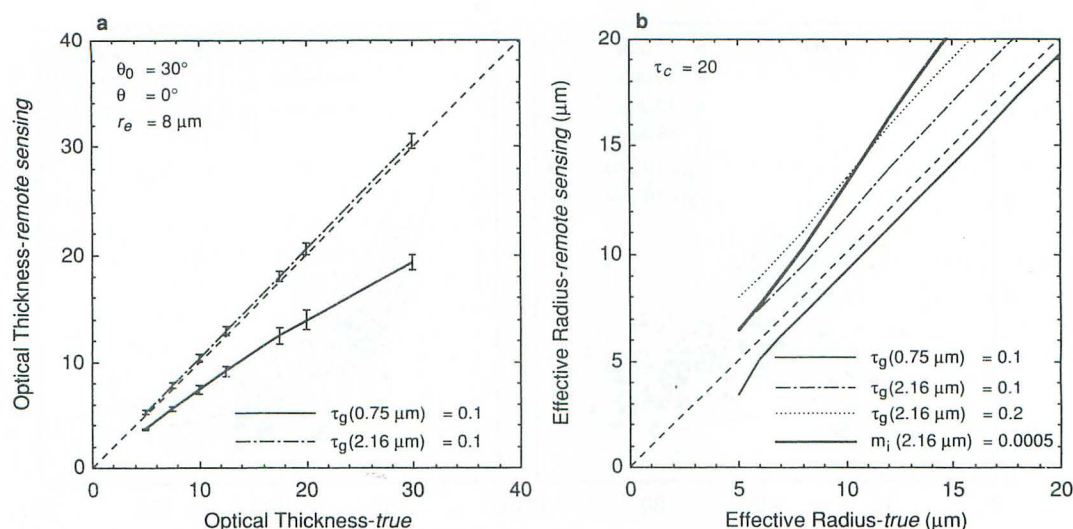 a
40
30
20
10
0
0
10
20
30
40
θ₀ = 30°
θ = 0°
rₑ = 8 μm
τg(0.75 μm) = 0.1
τg(2.16 μm) = 0.1
Optical Thickness-remote sensing
Optical Thickness-true
b
20
15
10
5
0
0
5
10
15
20
τc = 20
τg(0.75 μm) = 0.1
τg(2.16 μm) = 0.1
τg(2.16 μm) = 0.2
mᵢ (2.16 μm) = 0.0005
Effective Radius-remote sensing (μm)
Effective Radius-true (μm)